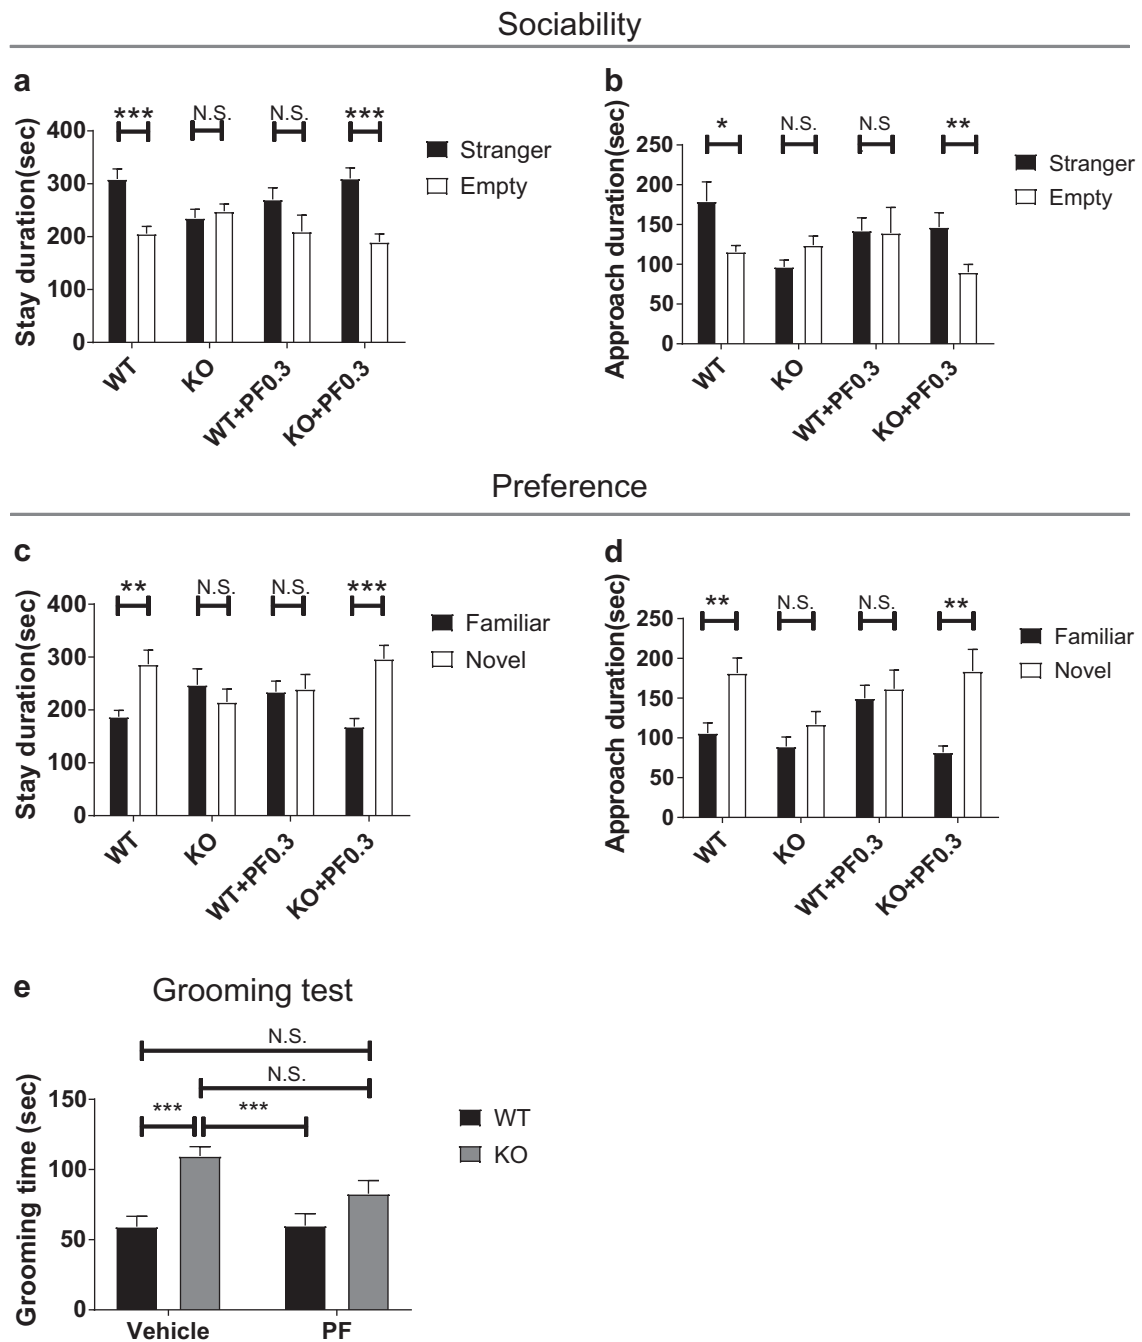 Sociability
a
b
*** N.S. N.S. ***
* N.S. N.S **
Stay duration(sec)
400
300
200
100
0
Stranger
Empty
WT KO WT+PF0.3 KO+PF0.3
Approach duration(sec)
250
200
150
100
50
0
Stranger
Empty
WT KO WT+PF0.3 KO+PF0.3
Preference
c
d
** N.S. N.S. ***
** N.S. N.S. **
Stay duration(sec)
400
300
200
100
0
Familiar
Novel
WT KO WT+PF0.3 KO+PF0.3
Approach duration(sec)
250
200
150
100
50
0
Familiar
Novel
WT KO WT+PF0.3 KO+PF0.3
e
Grooming test
N.S.
N.S.
*** ***
Grooming time (sec)
150
100
50
0
WT
KO
Vehicle PF